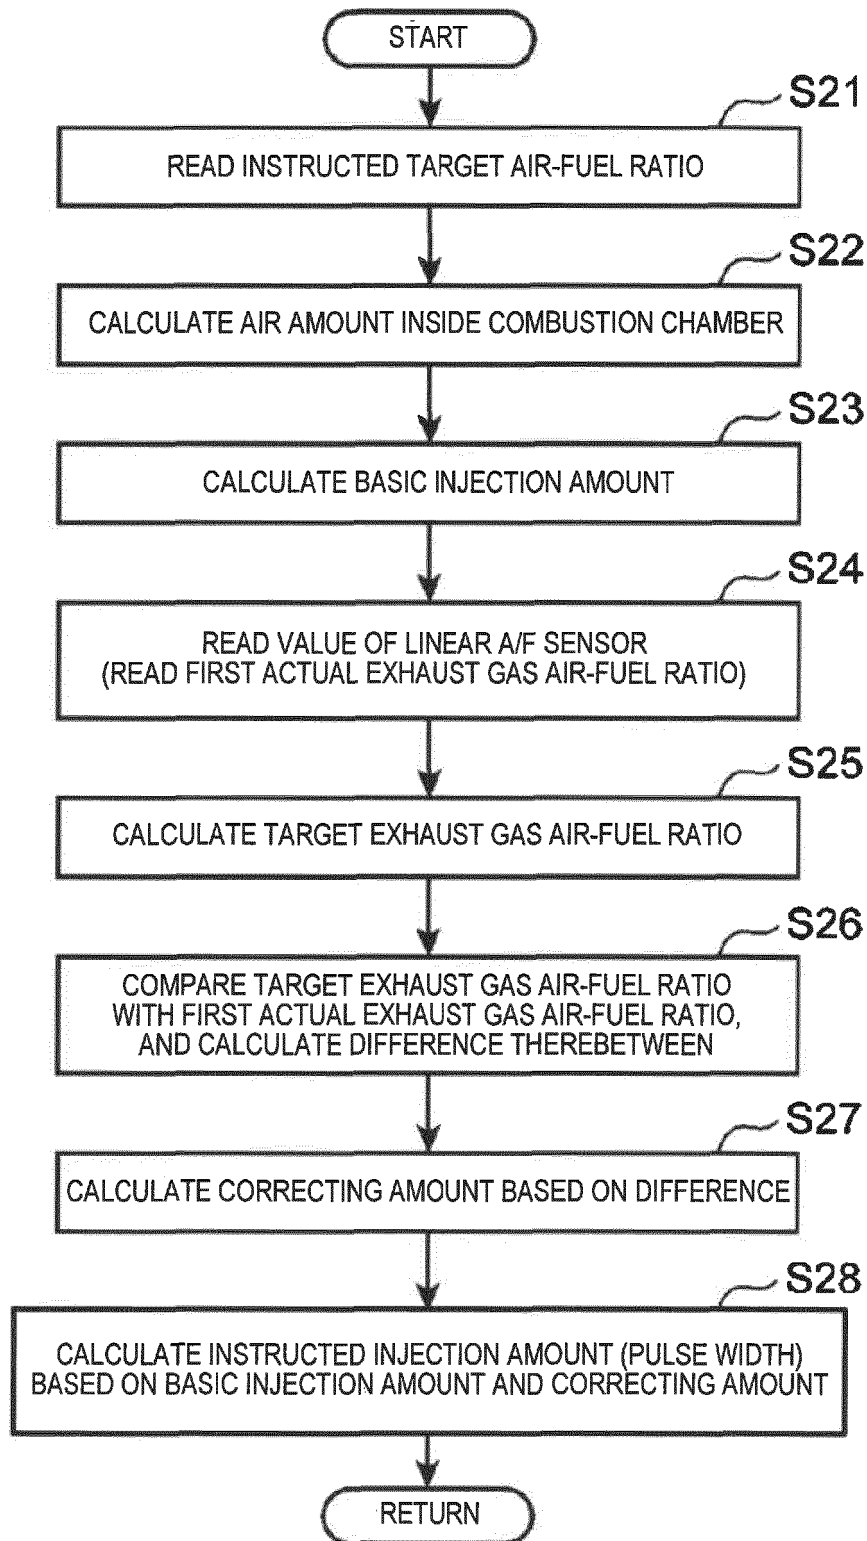 START
S21
READ INSTRUCTED TARGET AIR-FUEL RATIO
S22
CALCULATE AIR AMOUNT INSIDE COMBUSTION CHAMBER
S23
CALCULATE BASIC INJECTION AMOUNT
S24
READ VALUE OF LINEAR A/F SENSOR
(READ FIRST ACTUAL EXHAUST GAS AIR-FUEL RATIO)
S25
CALCULATE TARGET EXHAUST GAS AIR-FUEL RATIO
S26
COMPARE TARGET EXHAUST GAS AIR-FUEL RATIO
WITH FIRST ACTUAL EXHAUST GAS AIR-FUEL RATIO,
AND CALCULATE DIFFERENCE THEREBETWEEN
S27
CALCULATE CORRECTING AMOUNT BASED ON DIFFERENCE
S28
CALCULATE INSTRUCTED INJECTION AMOUNT (PULSE WIDTH)
BASED ON BASIC INJECTION AMOUNT AND CORRECTING AMOUNT
RETURN